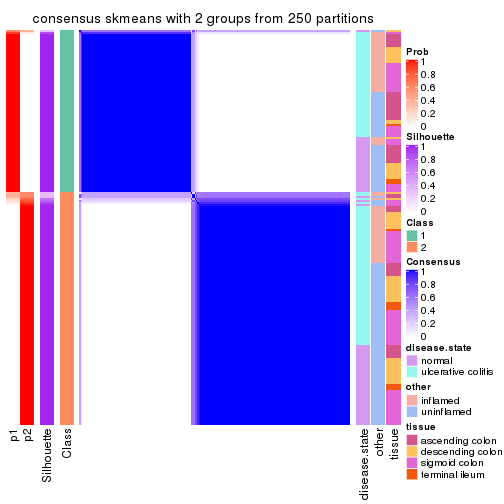 consensus skmeans with 2 groups from 250 partitions
Prob
1
0.8
0.6
0.4
0.2
0
Silhouette
1
0.8
0.6
0.4
0.2
0
Class
1
2
Consensus
1
0.8
0.6
0.4
0.2
0
disease.state
normal
ulcerative colitis
other
inflamed
uninflamed
tissue
ascending colon
descending colon
sigmoid colon
terminal ileum
p1
p2
Silhouette
Class
disease.state
other
tissue